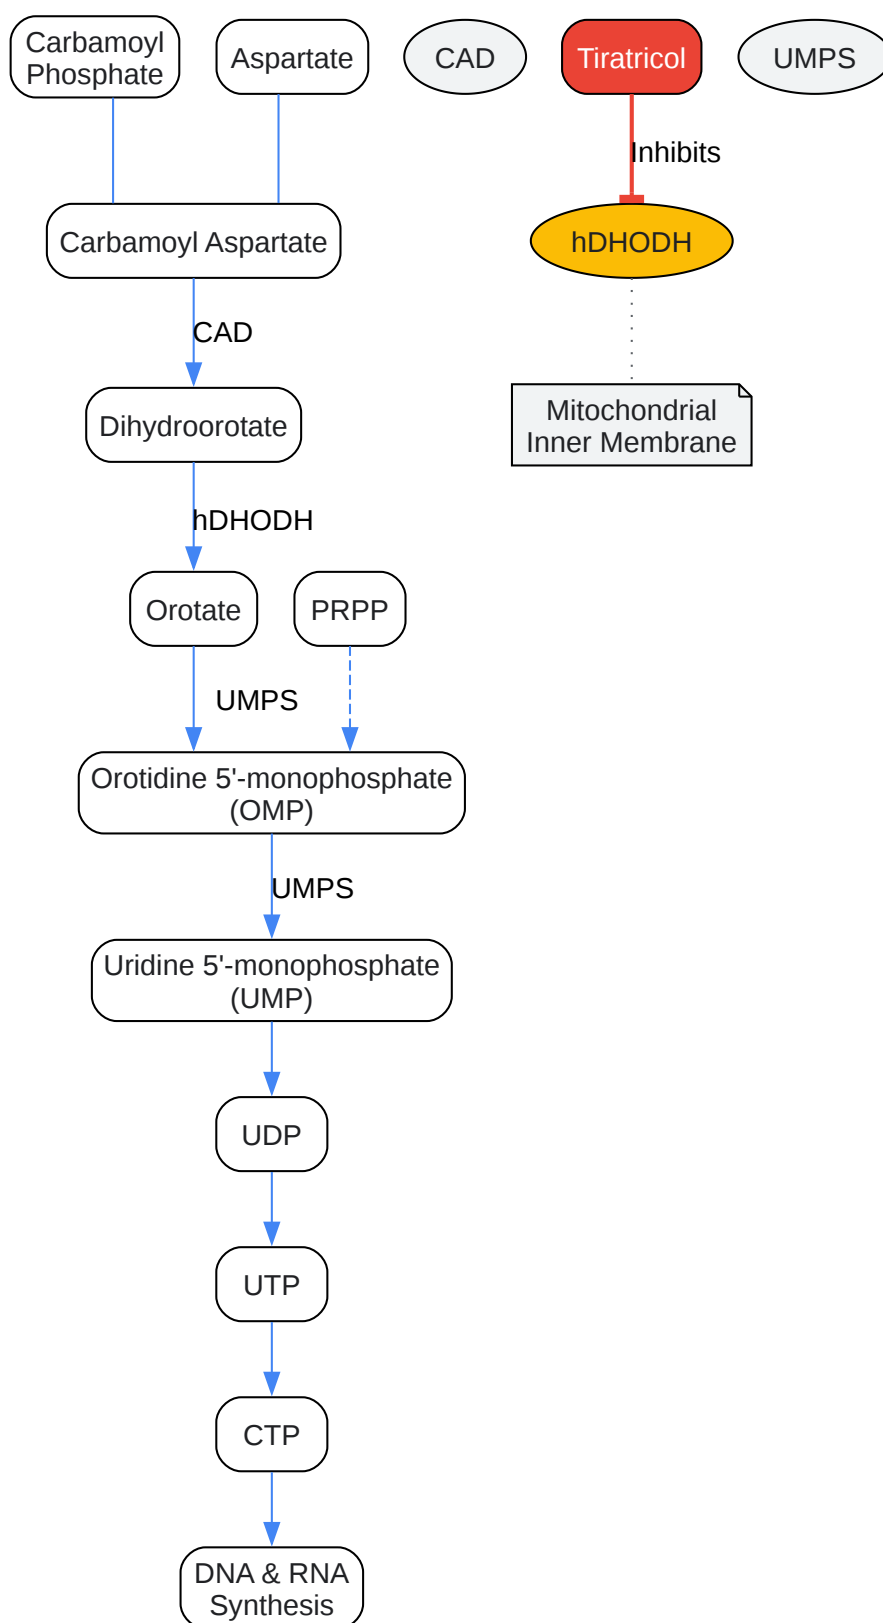 Carbamoyl
Phosphate
Aspartate
CAD
Tiratricol
UMPS
Inhibits
Carbamoyl Aspartate
hDHODH
CAD
Dihydroorotate
Mitochondrial
Inner Membrane
hDHODH
Orotate
PRPP
UMPS
Orotidine 5'-monophosphate
(OMP)
UMPS
Uridine 5'-monophosphate
(UMP)
UDP
UTP
CTP
DNA & RNA
Synthesis